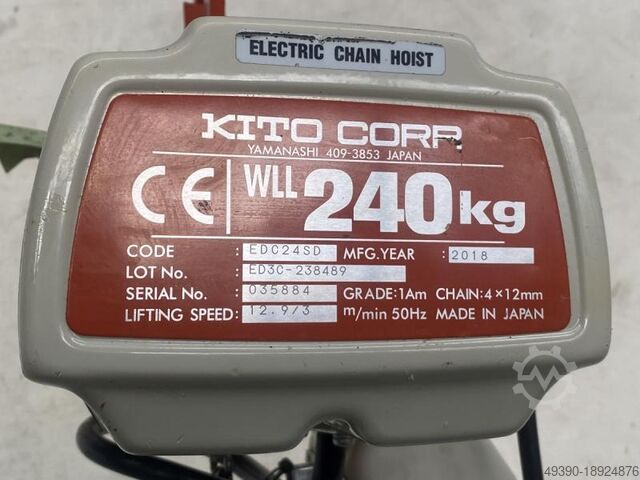 ELECTRIC CHAIN HOIST
KITO CORP
YAMANASHI 409-3853 JAPAN
CE WLL 240kg
CODE : EDC24SD MFG.YEAR : 2018
LOT No. : ED3C-238489
SERIAL No. : 035884 GRADE:1Am CHAIN:4×12mm
LIFTING SPEED: 12.9/3 m/min 50Hz MADE IN JAPAN
49390-18924876